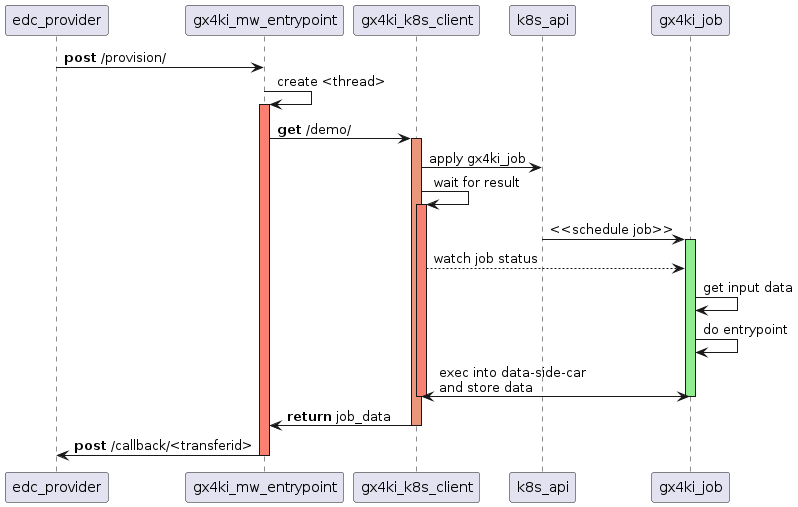 edc_provider gx4ki_mw_entrypoint gx4ki_k8s_client k8s_api gx4ki_job
post /provision/
create <thread>
get /demo/
apply gx4ki_job
wait for result
<<schedule job>>
watch job status
get input data
do entrypoint
exec into data-side-car
and store data
return job_data
post /callback/<transferid>
edc_provider gx4ki_mw_entrypoint gx4ki_k8s_client k8s_api gx4ki_job